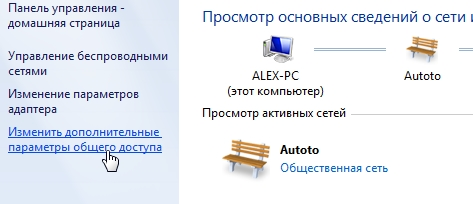 Панель управления -
домашняя страница
Управление беспроводными
сетями
Изменение параметров
адаптера
Изменить дополнительные
параметры общего доступа
Просмотр основных сведений о сети и
ALEX-PC
(этот компьютер)
Autoto
Просмотр активных сетей
Autoto
Общественная сеть